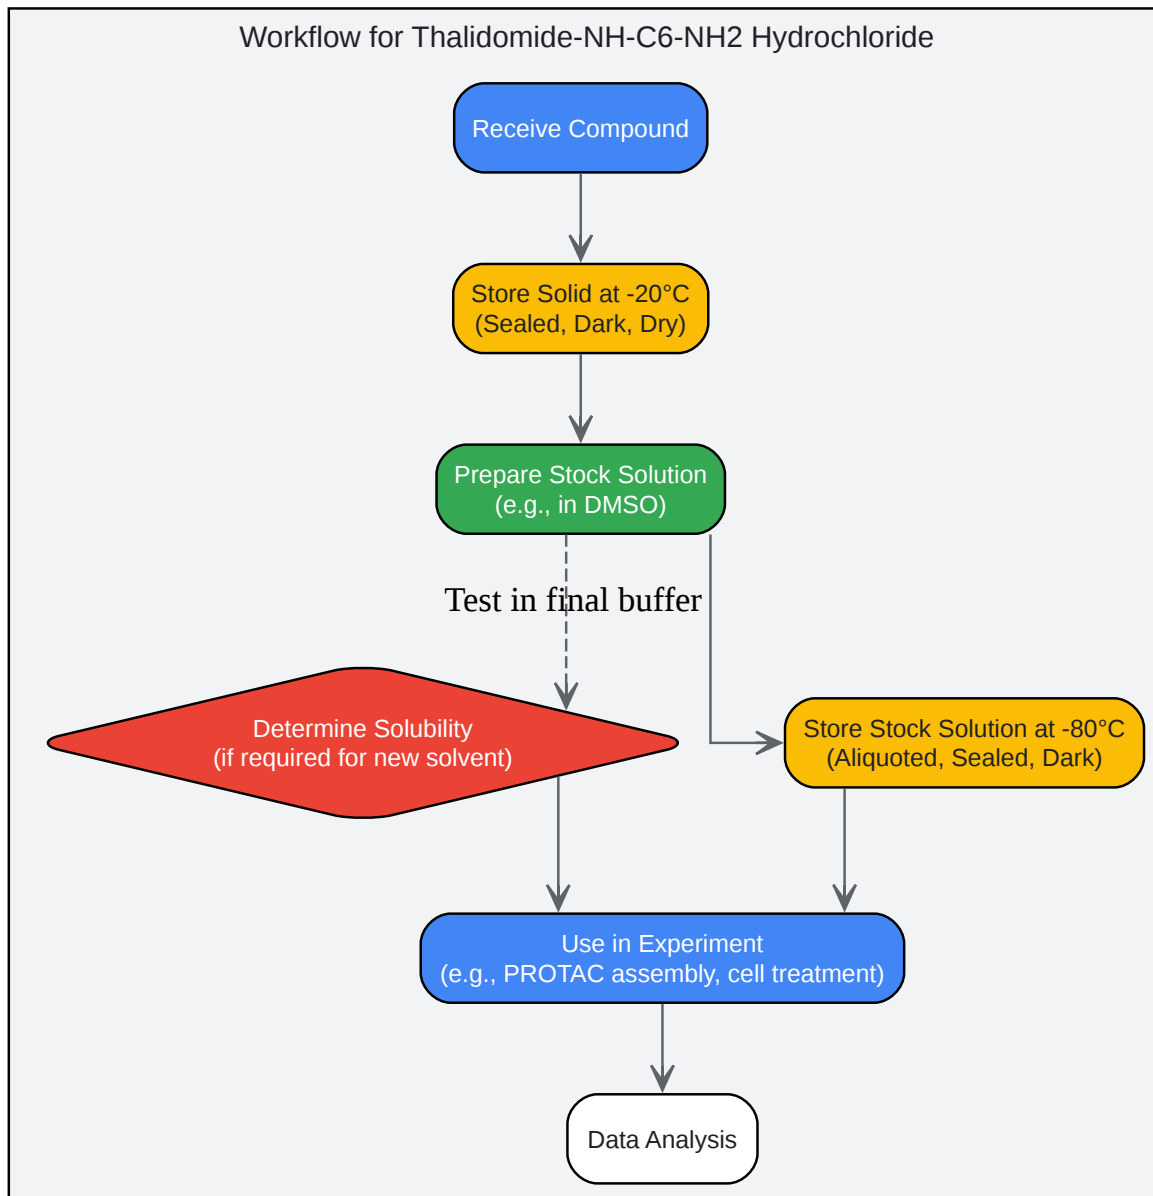 Workflow for Thalidomide-NH-C6-NH2 Hydrochloride
Receive Compound
Store Solid at -20°C
(Sealed, Dark, Dry)
Prepare Stock Solution
(e.g., in DMSO)
Test in final buffer
Determine Solubility
(if required for new solvent)
Store Stock Solution at -80°C
(Aliquoted, Sealed, Dark)
Use in Experiment
(e.g., PROTAC assembly, cell treatment)
Data Analysis